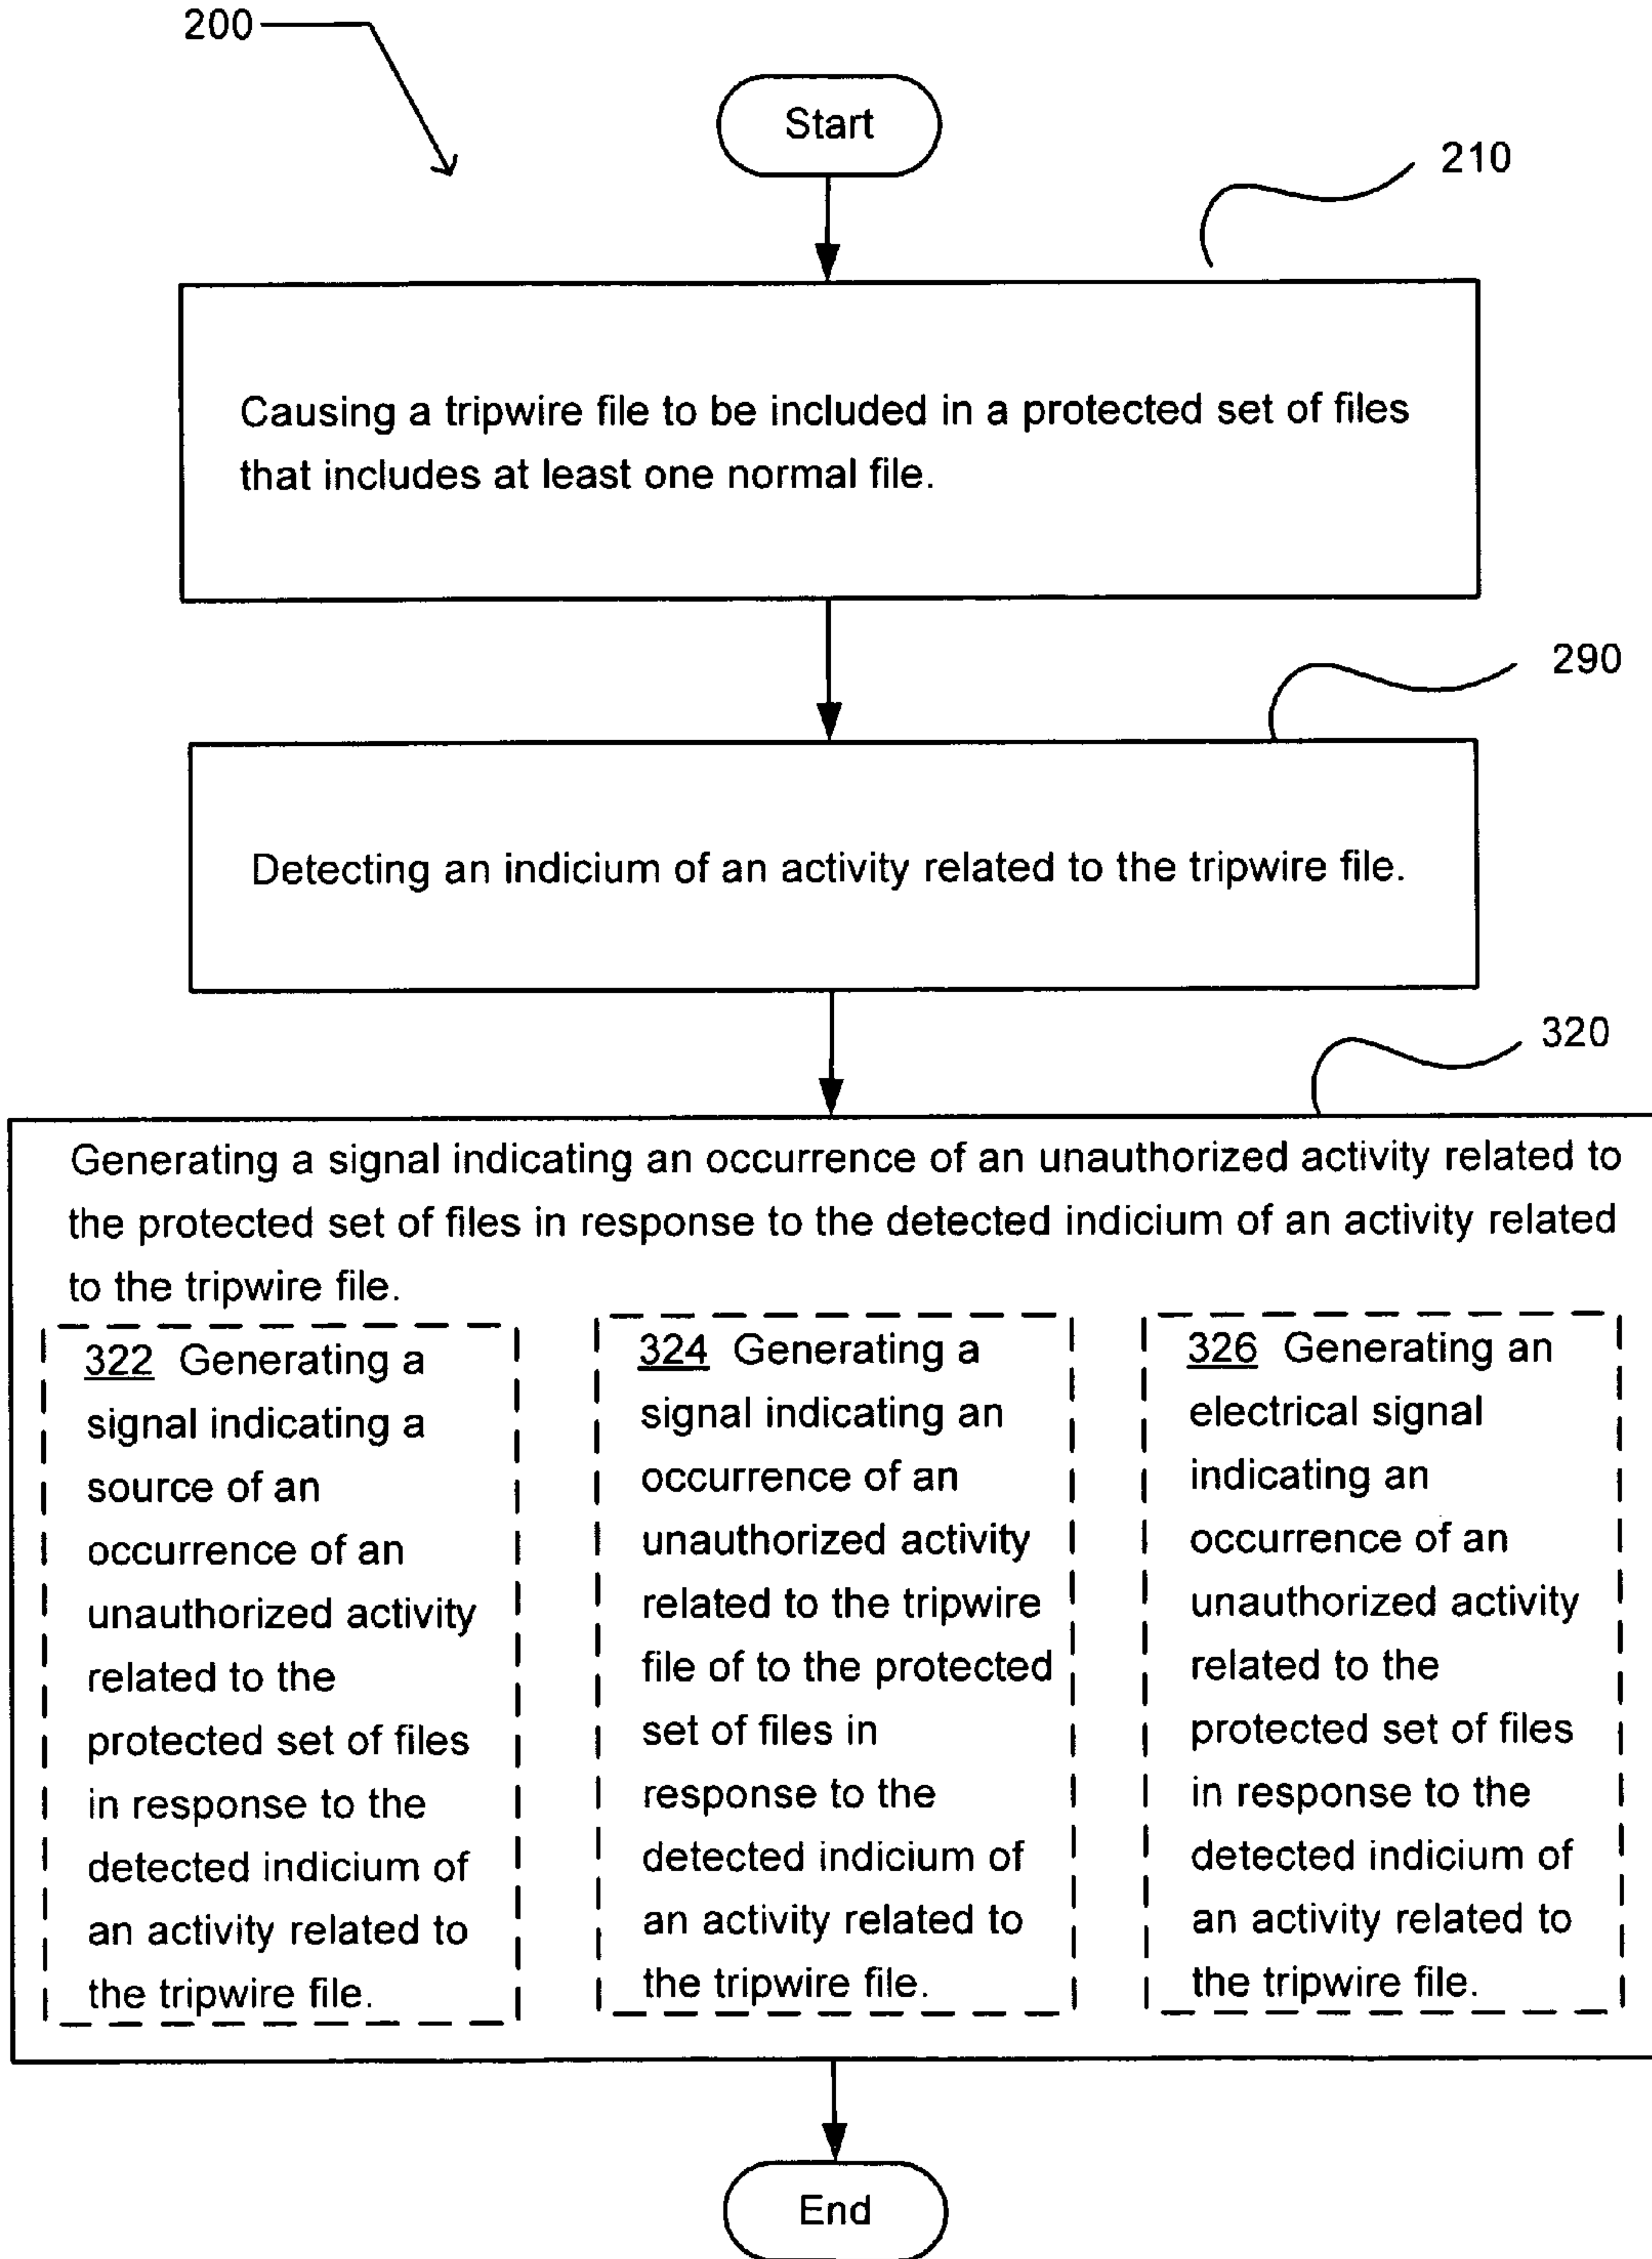 200
Start
210
Causing a tripwire file to be included in a protected set of files
that includes at least one normal file.
290
Detecting an indicium of an activity related to the tripwire file.
320
Generating a signal indicating an occurrence of an unauthorized activity related to
the protected set of files in response to the detected indicium of an activity related
to the tripwire file.
322 Generating a
signal indicating a
source of an
occurrence of an
unauthorized activity
related to the
protected set of files
in response to the
detected indicium of
an activity related to
the tripwire file.
324 Generating a
signal indicating an
occurrence of an
unauthorized activity
related to the tripwire
file of to the protected
set of files in
response to the
detected indicium of
an activity related to
the tripwire file.
326 Generating an
electrical signal
indicating an
occurrence of an
unauthorized activity
related to the
protected set of files
in response to the
detected indicium of
an activity related to
the tripwire file.
End